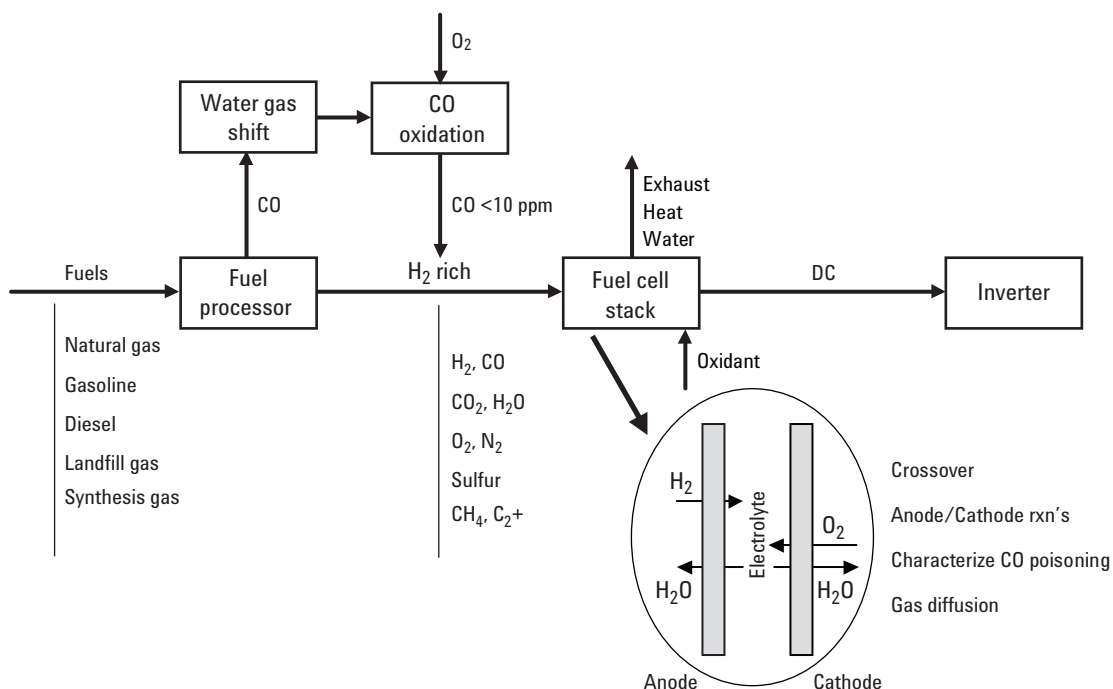 O₂
Water gas
shift
CO
oxidation
CO
CO <10 ppm
Exhaust
Heat
Water
Fuels
Fuel
processor
H₂ rich
Fuel cell
stack
DC
Inverter
Natural gas
Gasoline
Diesel
Landfill gas
Synthesis gas
H₂, CO
CO₂, H₂O
O₂, N₂
Sulfur
CH₄, C₂+
Oxidant
H₂
H₂O
Electrolyte
O₂
H₂O
Anode
Cathode
Crossover
Anode/Cathode rxn's
Characterize CO poisoning
Gas diffusion